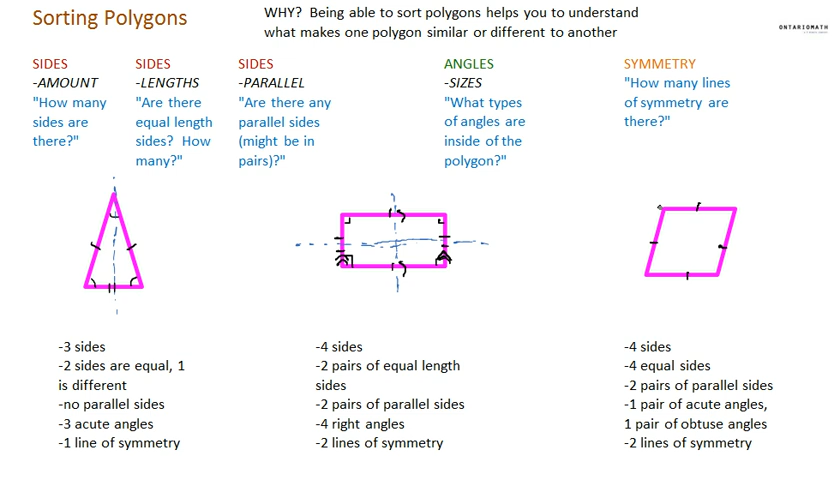 Sorting Polygons
WHY? Being able to sort polygons helps you to understand
what makes one polygon similar or different to another
ONTARIOMATH
SIDES
-AMOUNT
"How many
sides are
there?"
SIDES
-LENGTHS
"Are there
equal length
sides? How
many?"
SIDES
-PARALLEL
"Are there any
parallel sides
(might be in
pairs)?"
ANGLES
-SIZES
"What types
of angles are
inside of the
polygon?"
SYMMETRY
"How many lines
of symmetry are
there?"
-3 sides
-2 sides are equal, 1
is different
-no parallel sides
-3 acute angles
-1 line of symmetry
-4 sides
-2 pairs of equal length
sides
-2 pairs of parallel sides
-4 right angles
-2 lines of symmetry
-4 sides
-4 equal sides
-2 pairs of parallel sides
-1 pair of acute angles,
1 pair of obtuse angles
-2 lines of symmetry